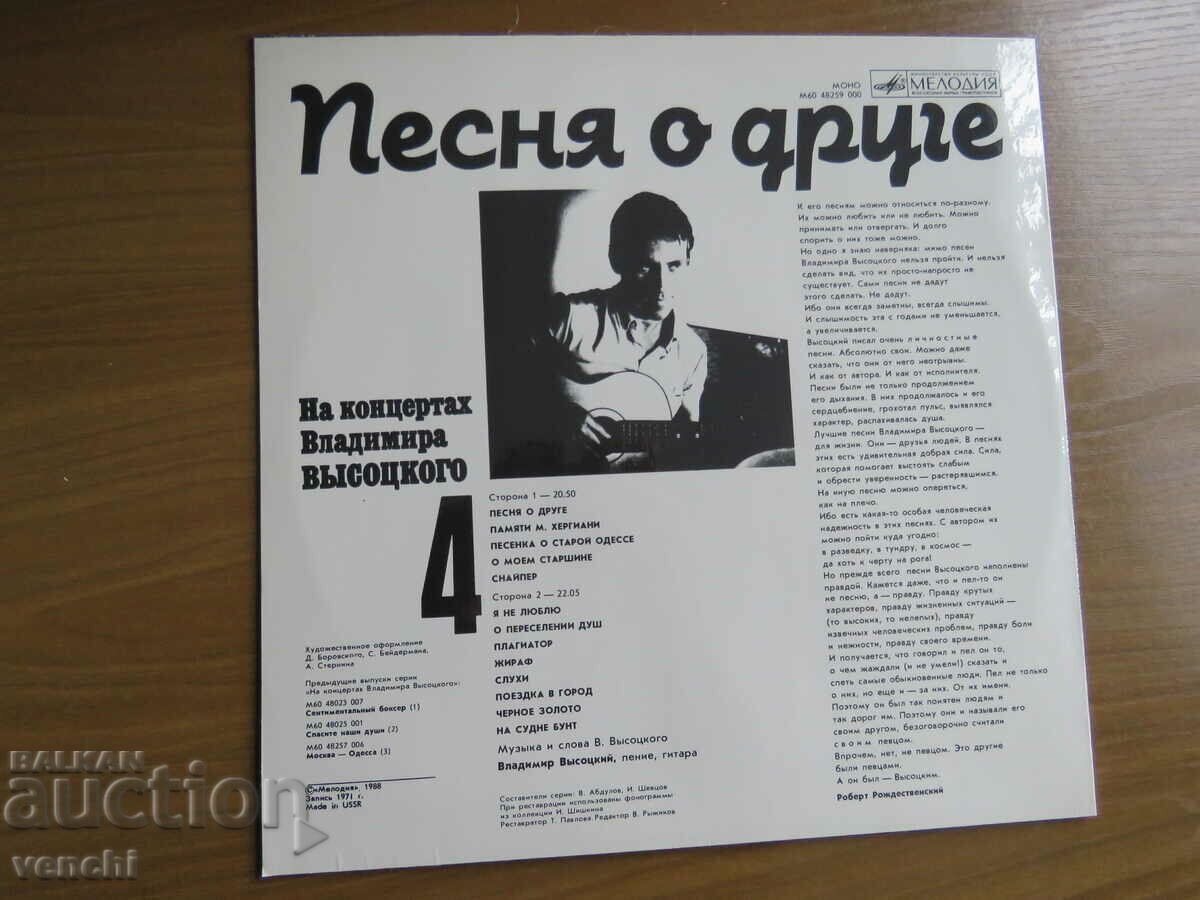 МОНО
М60 48259 000
МИНИСТЕРСТВО КУЛЬТУРЫ СССР
МЕЛОДИЯ
ВСЕСОЮЗНАЯ ФИРМА ГРАМПЛАСТИНОК
Песня о друге
На концертах
Владимира
ВЫСОЦКОГО
4
Сторона 1 — 20.50
ПЕСНЯ О ДРУГЕ
ПАМЯТИ М. ХЕРГИАНИ
ПЕСЕНКА О СТАРОЙ ОДЕССЕ
О МОЕМ СТАРШИНЕ
СНАЙПЕР
Сторона 2 — 22.05
Я НЕ ЛЮБЛЮ
О ПЕРЕСЕЛЕНИИ ДУШ
ПЛАГИАТОР
ЖИРАФ
СЛУХИ
ПОЕЗДКА В ГОРОД
ЧЕРНОЕ ЗОЛОТО
НА СУДНЕ БУНТ
Музыка и слова В. Высоцкого
Владимир Высоцкий, пение, гитара
Составители серии: В. Абдулов, И. Шевцов
При реставрации использованы фонограммы
из коллекции И. Шишкина
Реставратор Т. Павлова Редактор В. Рыжиков
Художественное оформление
Д. Боровского, С. Бейдермана,
А. Стернина
Предыдущие выпуски серии
«На концертах Владимира Высоцкого»:
М60 48023 007
Сентиментальный боксер (1)
М60 48025 001
Спасите наши души (2)
М60 48257 006
Москва — Одесса (3)
©«Мелодия», 1988
Запись 1971 г.
Made in USSR
К его песням можно относиться по-разному.
Их можно любить или не любить. Можно
принимать или отвергать. И долго
спорить о них тоже можно.
Но одно я знаю наверняка: мимо песен
Владимира Высоцкого нельзя пройти. И нельзя
сделать вид, что их просто-напросто не
существует. Сами песни не дадут
этого сделать. Не дадут.
Ибо они всегда заметны, всегда слышимы.
И слышимость эта с годами не уменьшается,
а увеличивается.
Высоцкий писал очень личностные
песни. Абсолютно свои. Можно даже
сказать, что они от него неотрывны.
И как от автора. И как от исполнителя.
Песни были не только продолжением
его дыхания. В них продолжалось и его
сердцебиение, грохотал пульс, выявлялся
характер, распахивалась душа.
Лучшие песни Владимира Высоцкого —
для жизни. Они — друзья людей. В песнях
этих есть удивительная добрая сила. Сила,
которая помогает выстоять слабым
и обрести уверенность — растерявшимся.
На иную песню можно опереться,
как на плечо.
Ибо есть какая-то особая человеческая
надежность в этих песнях. С автором их
можно пойти куда угодно:
в разведку, в тундру, в космос —
да хоть к черту на рога!
Но прежде всего песни Высоцкого наполнены
правдой. Кажется даже, что и пел-то он
не песню, а — правду. Правду крутых
характеров, правду жизненных ситуаций —
(то высоких, то нелепых), правду
извечных человеческих проблем, правду боли
и нежности, правду своего времени.
И получается, что говорил и пел он то,
о чем жаждали (и не умели!) сказать и
спеть самые обыкновенные люди. Пел не только
о них, но еще и — за них. От их имени.
Поэтому он был так понятен людям и
так дорог им. Поэтому они и называли его
своим другом, безоговорочно считали
своим певцом.
Впрочем, нет, не певцом. Это другие
были певцами.
А он был — Высоцким.
Роберт Рождественский
BALKAN
auction
venchi